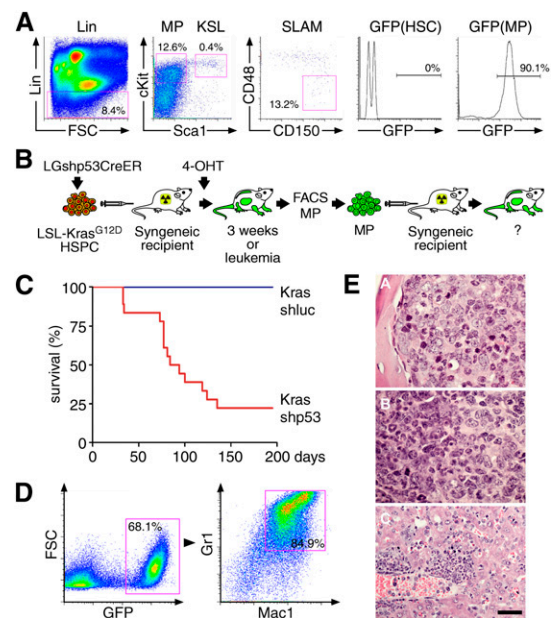 A
Lin
MP
KSL
SLAM
GFP(HSC)
GFP(MP)
Lin
8.4%
FSC
cKit
12.6%
0.4%
Sca1
CD48
13.2%
CD150
0%
GFP
90.1%
GFP
B
LGshp53CreER
4-OHT
LSL-KrasG12D
HSPC
Syngeneic
recipient
3 weeks
or
leukemia
FACS
MP
MP
Syngeneic
recipient
?
C
survival (%)
100
75
50
25
0
0
50
100
150
200 days
Kras
shluc
Kras
shp53
D
FSC
68.1%
GFP
Gr1
84.9%
Mac1
E
A
B
C